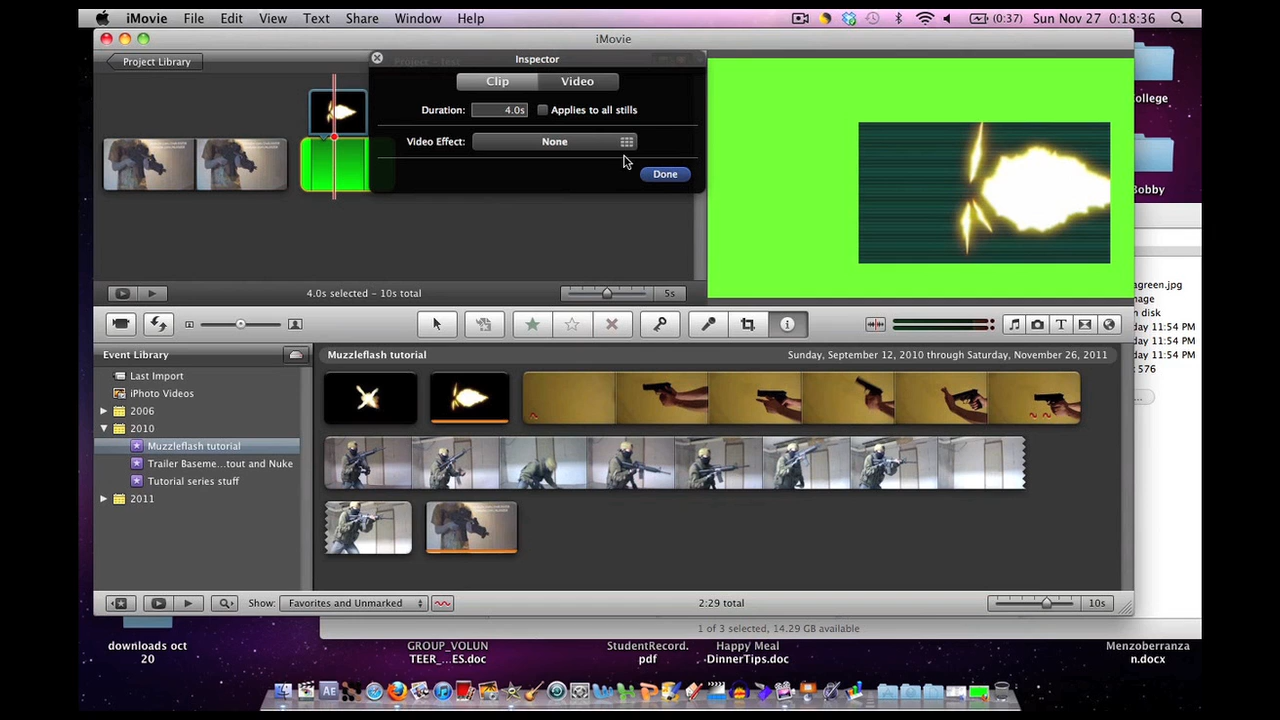 iMovie File Edit View Text Share Window Help
(0:37) Sun Nov 27 0:18:36
iMovie
Project Library
Inspector
Clip Video
Duration: 4.0s Applies to all stills
Video Effect: None
Done
4.0s selected – 10s total
5s
Event Library
Muzzleflash tutorial
Sunday, September 12, 2010 through Saturday, November 26, 2011
Last Import
iPhoto Videos
2006
2010
Muzzleflash tutorial
Trailer Baseme...tout and Nuke
Tutorial series stuff
2011
Show: Favorites and Unmarked
2:29 total
10s
ollege
Bobby
agreen.jpg
mage
n disk
day 11:54 PM
day 11:54 PM
day 11:54 PM
576
1 of 3 selected, 14.29 GB available
downloads oct
20
GROUP_VOLUN
TEER_...ES.doc
StudentRecord.
pdf
Happy Meal
DinnerTips.doc
Menzoberranza
n.docx
AE